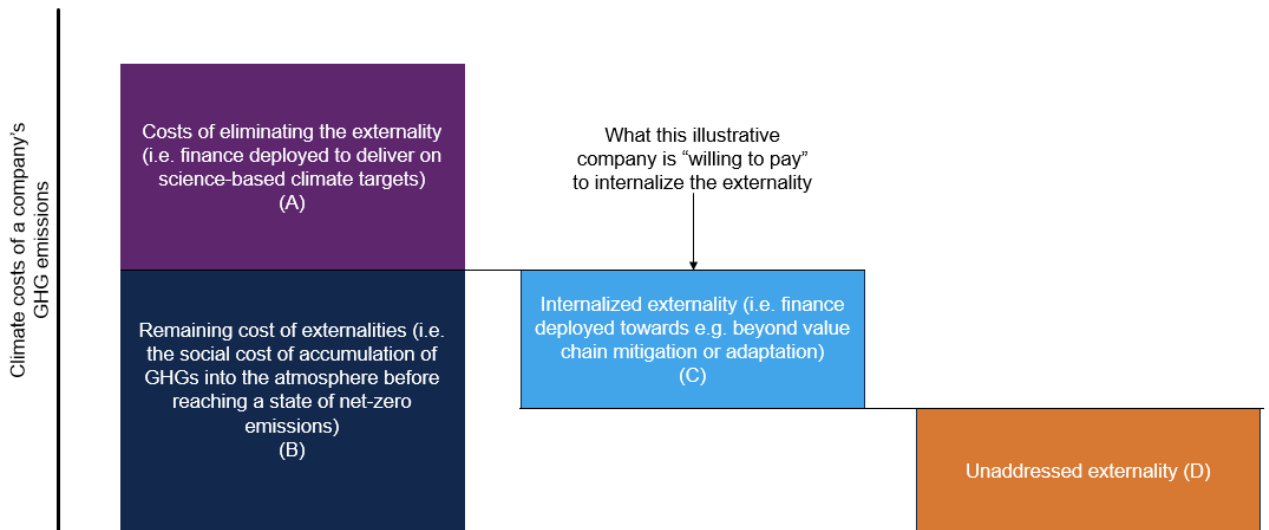 Climate costs of a company's
GHG emissions
Costs of eliminating the externality
(i.e. finance deployed to deliver on
science-based climate targets)
(A)
What this illustrative
company is “willing to pay”
to internalize the externality
Remaining cost of externalities (i.e.
the social cost of accumulation of
GHGs into the atmosphere before
reaching a state of net-zero
emissions)
(B)
Internalized externality (i.e. finance
deployed towards e.g. beyond value
chain mitigation or adaptation)
(C)
Unaddressed externality (D)